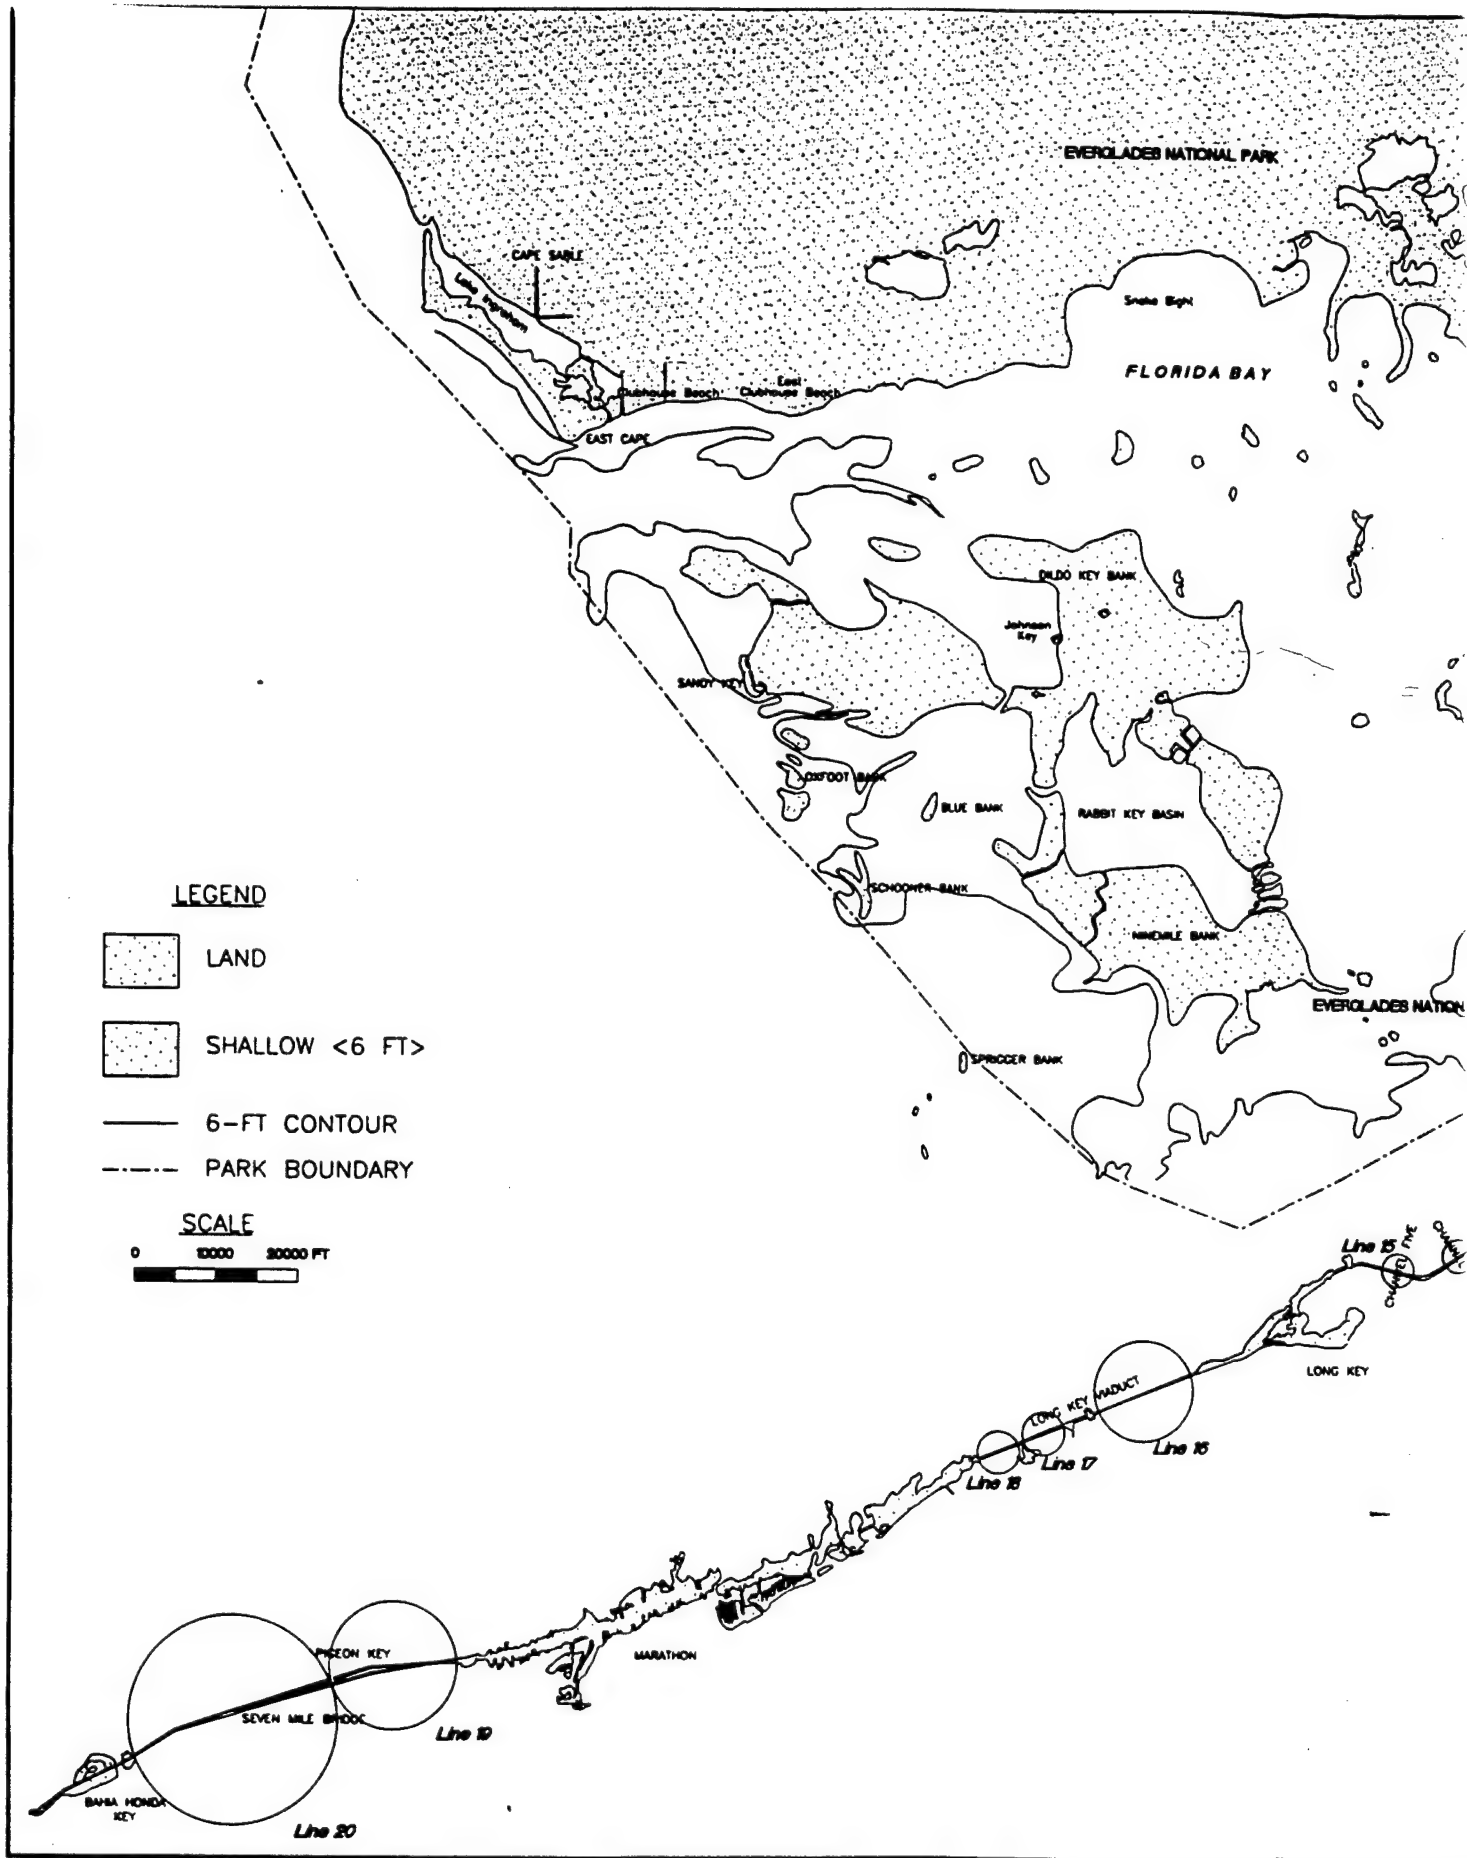 EVERGLADES NATIONAL PARK
CAPE SABLE
Lake Ingraham
Snake Bight
FLORIDA BAY
Clubhouse Beach
East
Clubhouse Beach
EAST CAPE
DILDO KEY BANK
Johnson
Key
SANDY KEY
OXFOOT BANK
BLUE BANK
RABBIT KEY BASIN
SCHOONER BANK
NINEMILE BANK
EVERGLADES NATION
SPRIGGER BANK
LEGEND
LAND
SHALLOW <6 FT>
6-FT CONTOUR
PARK BOUNDARY
SCALE
0 10000 20000 FT
Line 15
CHANNEL FIVE
LONG KEY
LONG KEY VIADUCT
Line 16
Line 17
Line 18
MARATHON
PIGEON KEY
SEVEN MILE BRIDGE
Line 19
BAHIA HONDA
KEY
Line 20